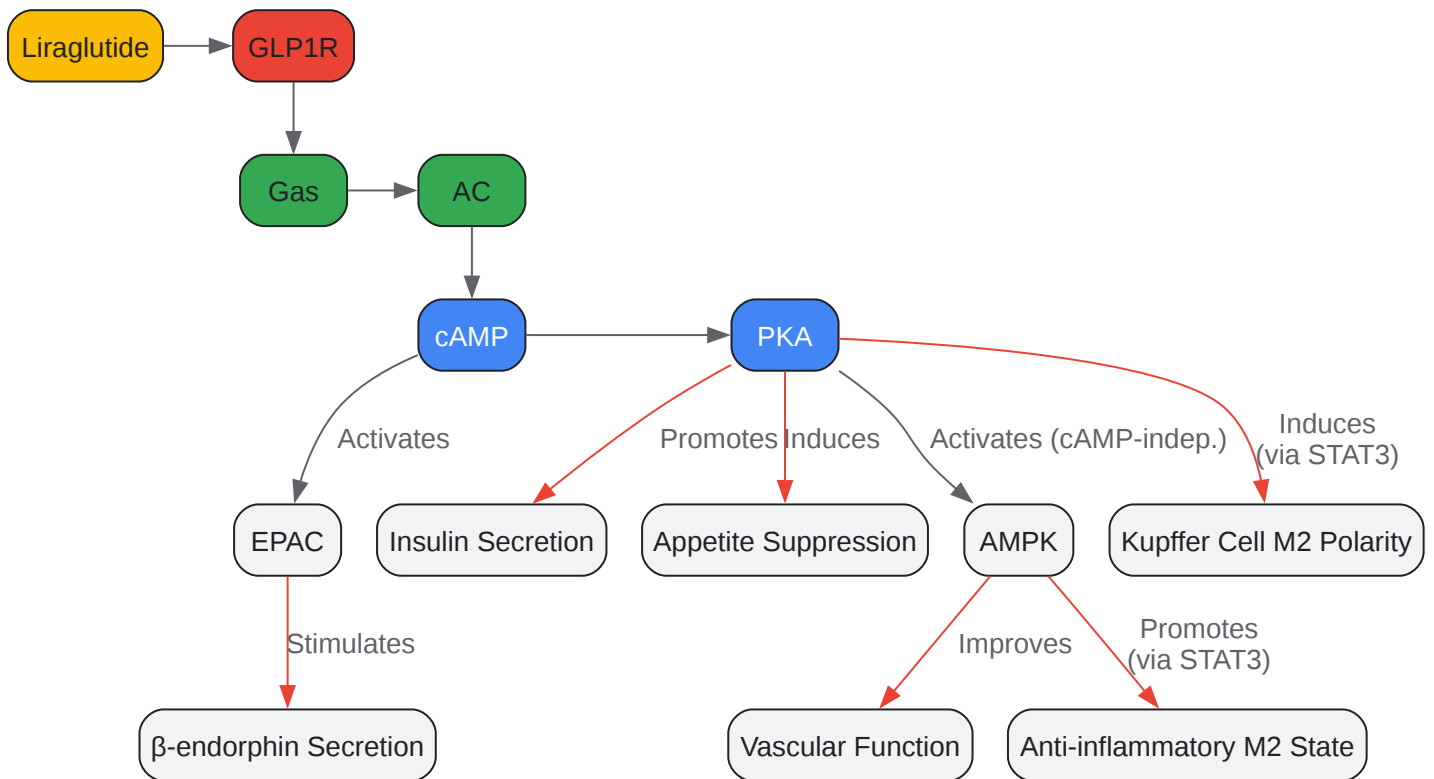 Liraglutide
GLP1R
Gas
AC
cAMP
PKA
Activates
Promotes
Induces
Activates (cAMP-indep.)
Induces
(via STAT3)
EPAC
Insulin Secretion
Appetite Suppression
AMPK
Kupffer Cell M2 Polarity
Stimulates
Improves
Promotes
(via STAT3)
β-endorphin Secretion
Vascular Function
Anti-inflammatory M2 State